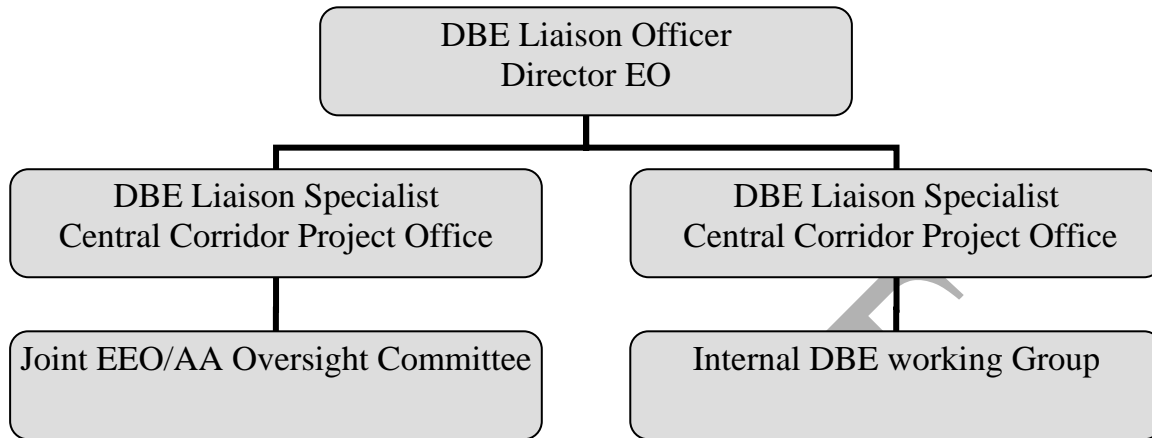 DBE Liaison Officer
Director EO
DBE Liaison Specialist
Central Corridor Project Office
DBE Liaison Specialist
Central Corridor Project Office
Joint EEO/AA Oversight Committee
Internal DBE working Group